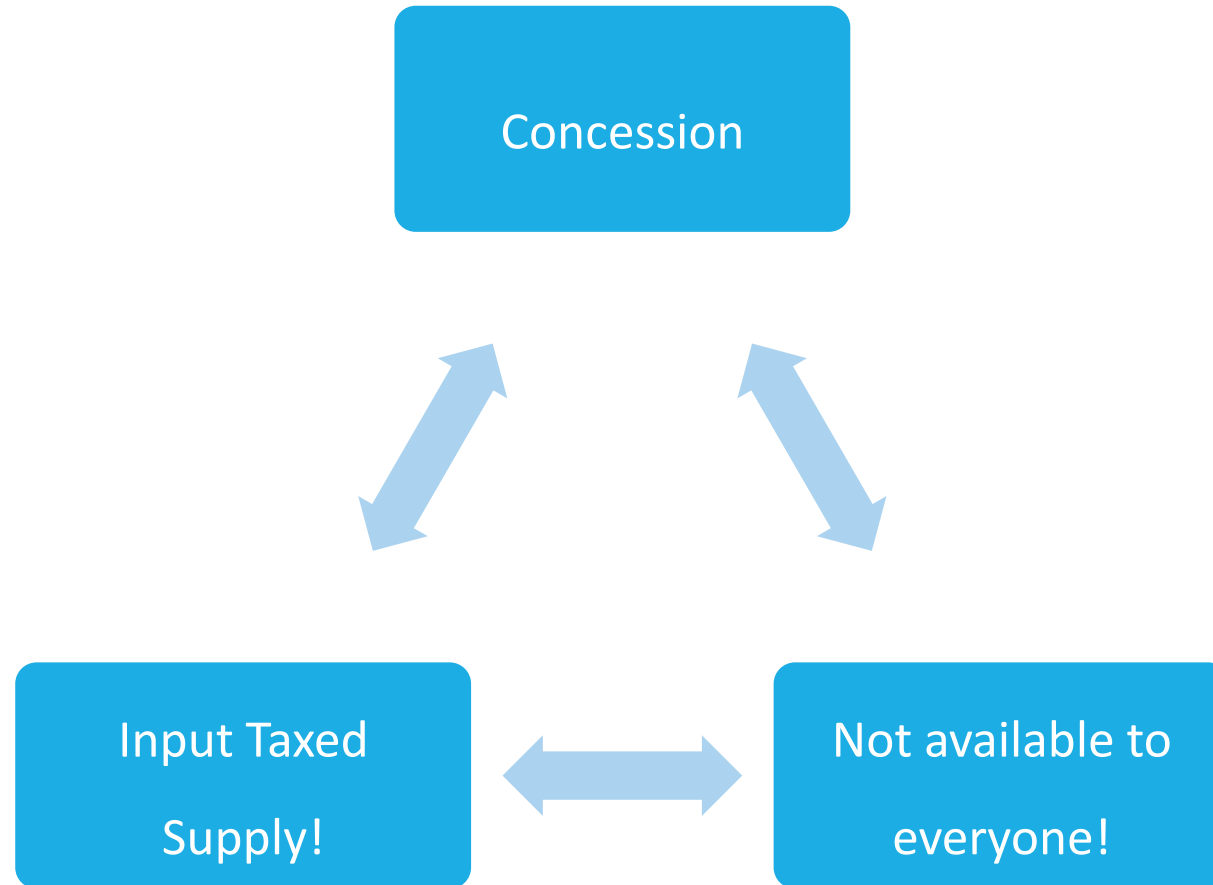 Concession
Input Taxed
Supply!
Not available to
everyone!